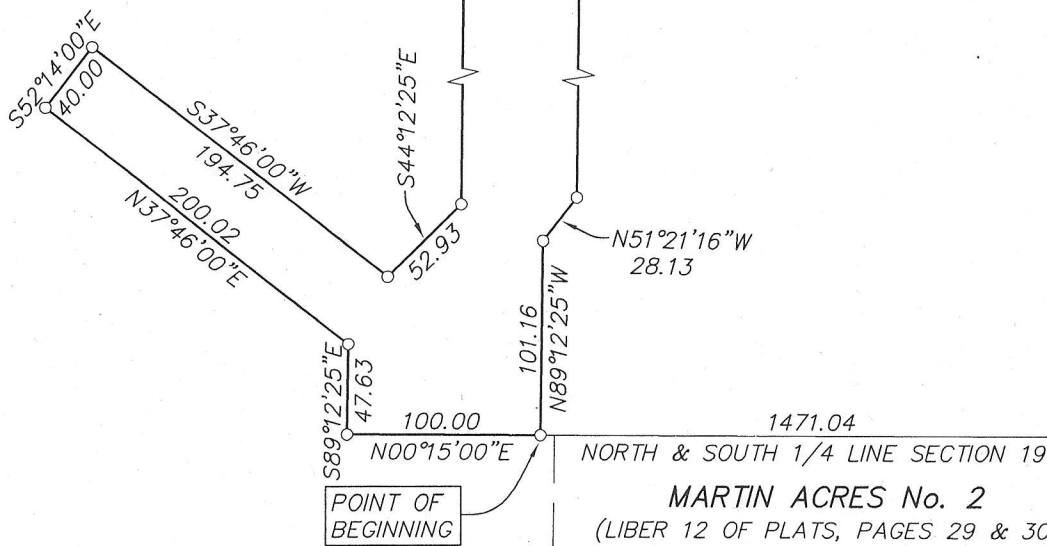 S52°14'00"E
40.00
S37°46'00"W
194.75
200.02
N37°46'00"E
S44°12'25"E
52.93
N51°21'16"W
28.13
101.16
N89°12'25"W
S89°12'25"E
47.63
100.00
N00°15'00"E
1471.04
NORTH & SOUTH 1/4 LINE SECTION 19
POINT OF
BEGINNING
MARTIN ACRES No. 2
(LIBER 12 OF PLATS, PAGES 29 & 30